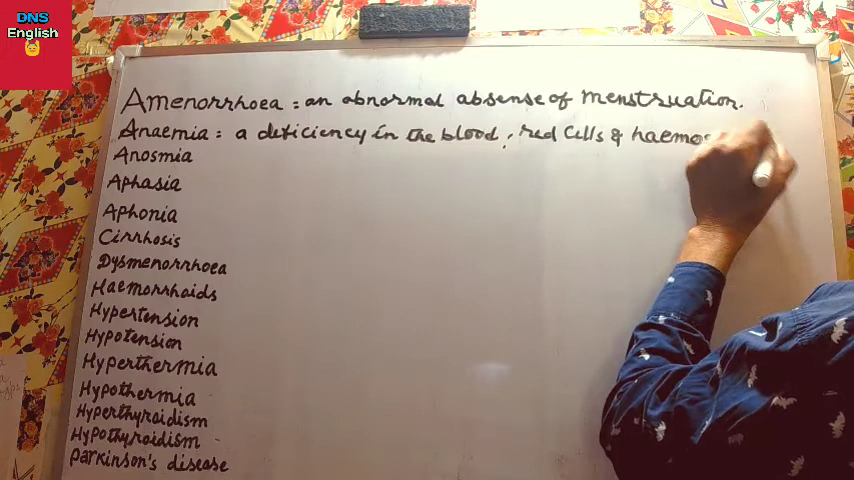 DNS
English
Amenorrhoea : an abnormal absense of menstruation.
Anaemia : a deficiency in the blood, red cells & haemo
Anosmia
Aphasia
Aphonia
Cirrhosis
Dysmenorrhoea
Haemorrhoids
Hypertension
Hypotension
Hyperthermia
Hypothermia
Hyperthyroidism
Hypothyroidism
Parkinson's disease